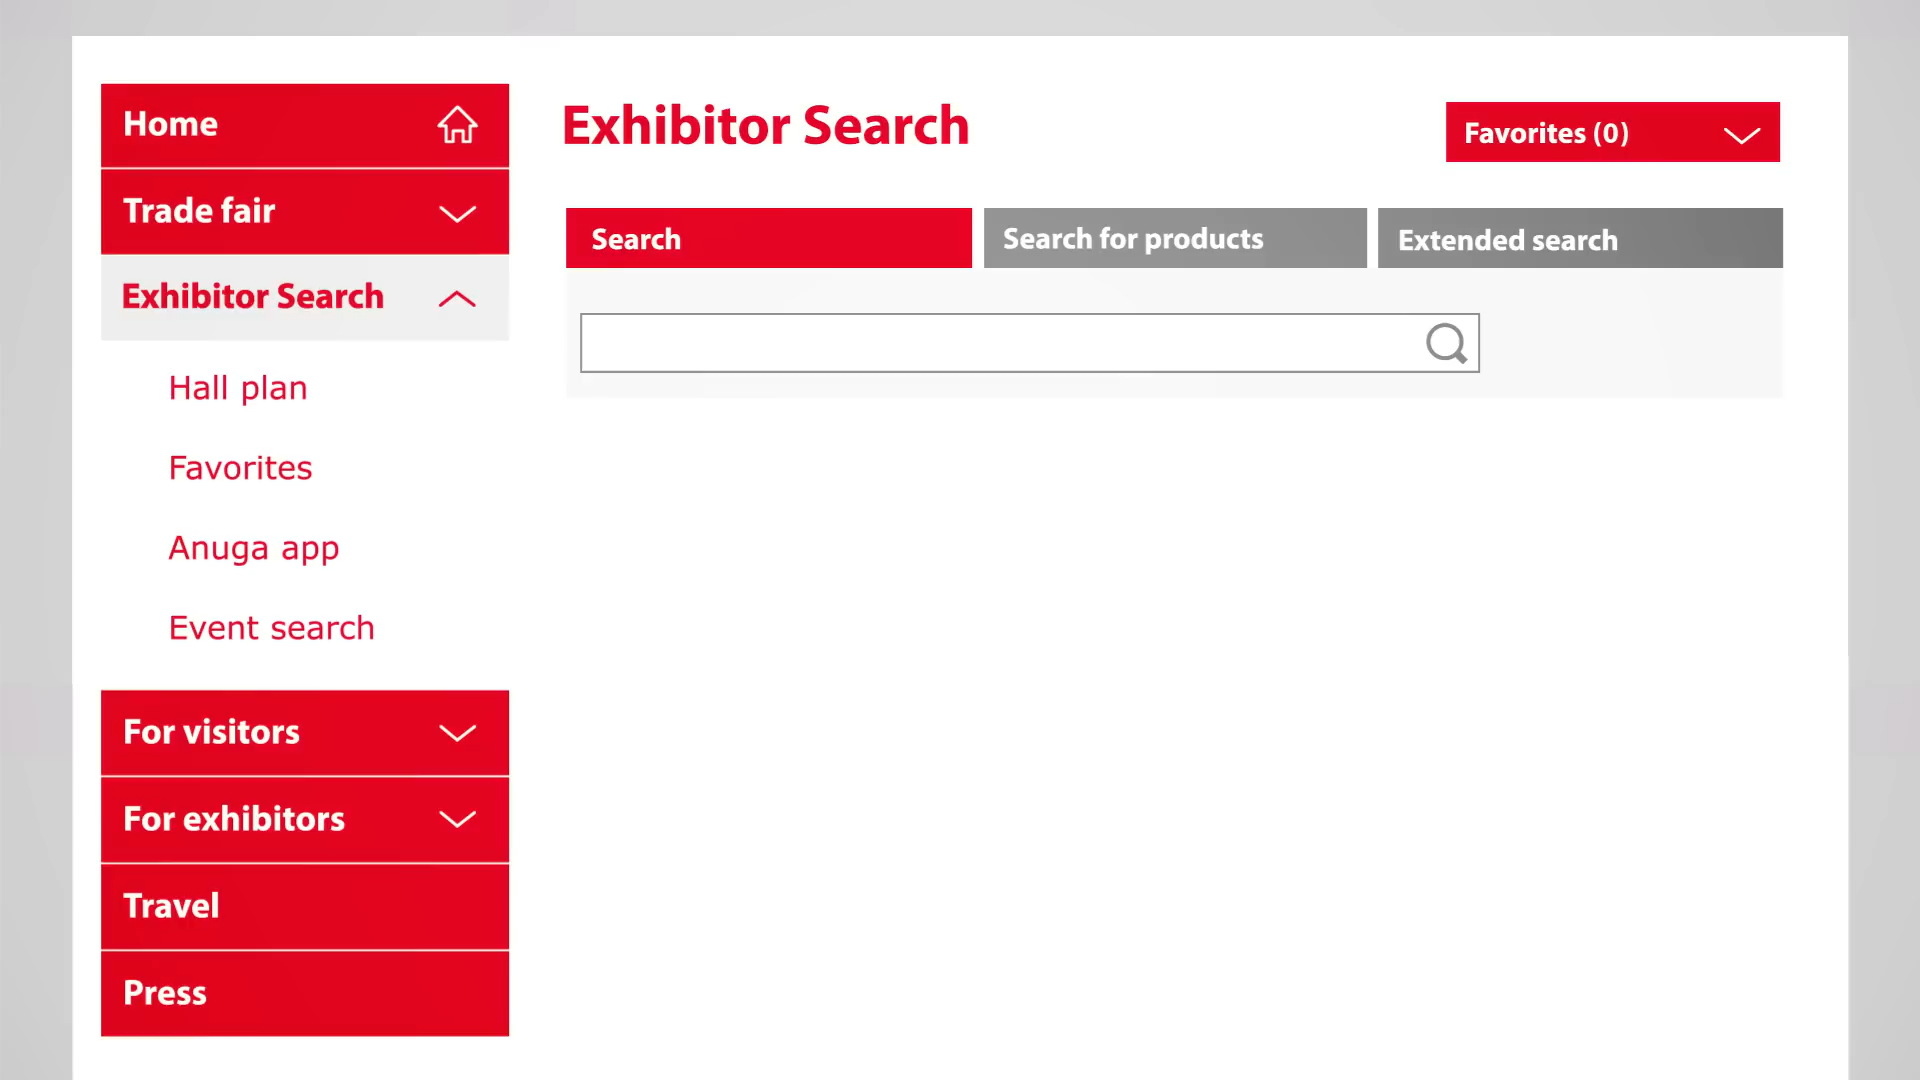 Home
Trade fair
Exhibitor Search
Hall plan
Favorites
Anuga app
Event search
For visitors
For exhibitors
Travel
Press
Exhibitor Search
Favorites (0)
Search
Search for products
Extended search